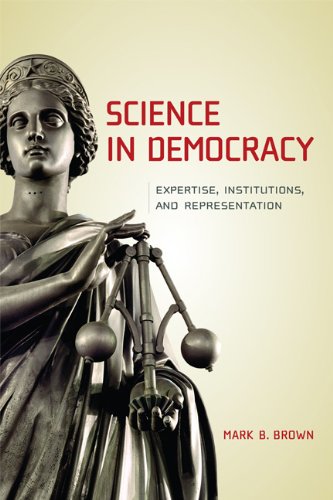 SCIENCE
IN DEMOCRACY
EXPERTISE, INSTITUTIONS,
AND REPRESENTATION
MARK B. BROWN